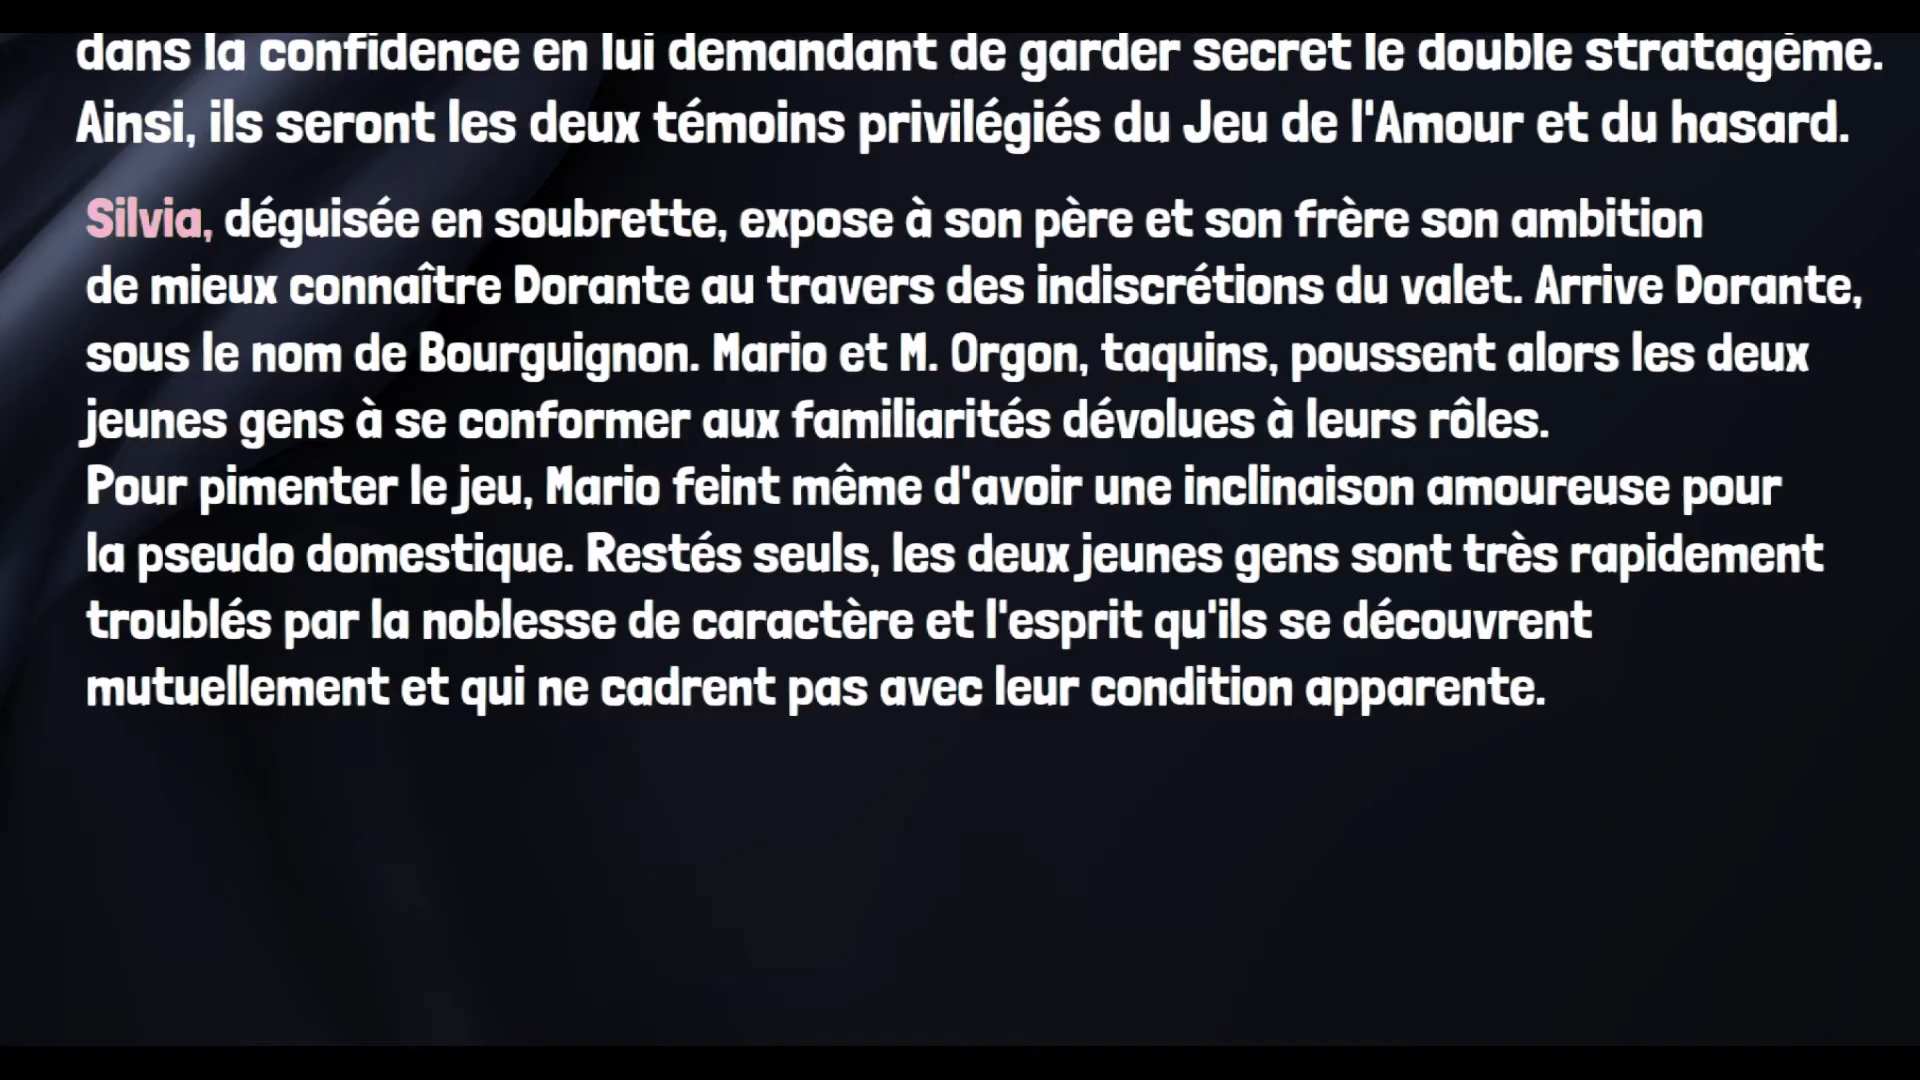 dans la confidence en lui demandant de garder secret le double stratagème.
Ainsi, ils seront les deux témoins privilégiés du Jeu de l'Amour et du hasard.
Silvia, déguisée en soubrette, expose à son père et son frère son ambition
de mieux connaître Dorante au travers des indiscrétions du valet. Arrive Dorante,
sous le nom de Bourguignon. Mario et M. Orgon, taquins, poussent alors les deux
jeunes gens à se conformer aux familiarités dévolues à leurs rôles.
Pour pimenter le jeu, Mario feint même d'avoir une inclinaison amoureuse pour
la pseudo domestique. Restés seuls, les deux jeunes gens sont très rapidement
troublés par la noblesse de caractère et l'esprit qu'ils se découvrent
mutuellement et qui ne cadrent pas avec leur condition apparente.